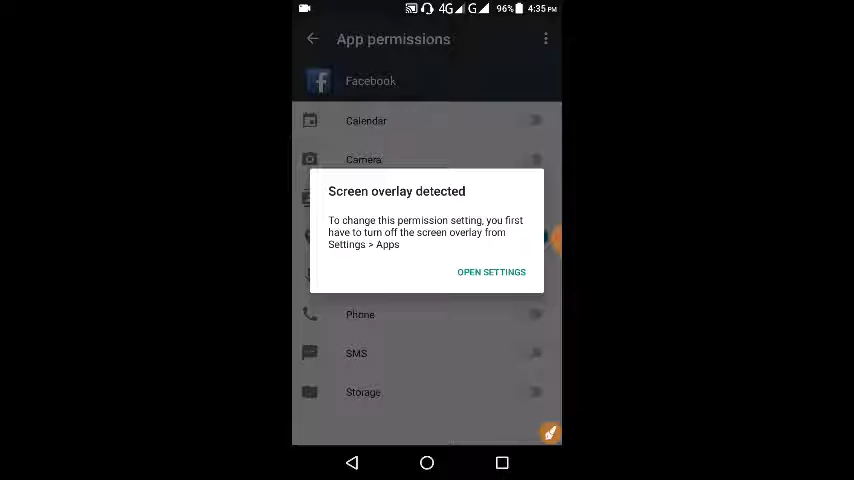 4G G 96% 4:35 PM
App permissions
Facebook
Calendar
Camera
Screen overlay detected
To change this permission setting, you first
have to turn off the screen overlay from
Settings > Apps
OPEN SETTINGS
Phone
SMS
Storage